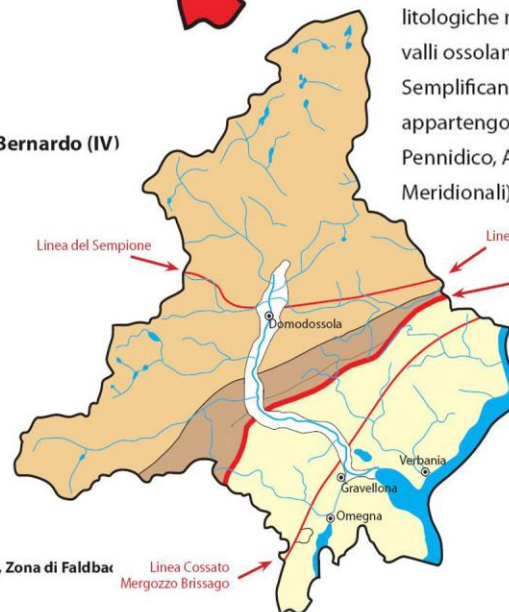 litologiche
valli ossolan
Semplifican
appartengo
Pennidico, A
Meridionali)
Bernardo (IV)
Linea del Sempione
Line
Domodossola
Verbania
Gravellona
Omegna
, Zona di Faldbac
Linea Cossato
Mergozzo Brissago